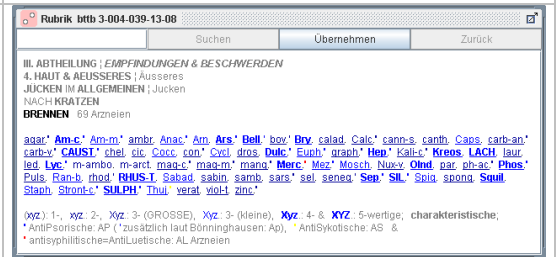 Rubrik bttb 3-004-039-13-08
Suchen Übernehmen Zurück
III. ABTHEILUNG ¦ EMPFINDUNGEN & BESCHWERDEN
4. HAUT & AEUSSERES ¦ Äusseres
JÜCKEN IM ALLGEMEINEN ¦ Jucken
NACH KRATZEN
BRENNEN 69 Arzneien
agar.' Am-c.' Am-m.' ambr. Anac.' Arn. Ars.' Bell.' bov.' Bry. calad. Calc.' cann-s. canth. Caps. carb-an.'
carb-v.' CAUST.' chel. cic. Cocc. con.' Cycl. dros. Dulc.' Euph.' graph.' Hep.' Kali-c.' Kreos. LACH. laur.
led. Lyc.' m-ambo. m-arct. mag-c.' mag-m. mang.' Merc.' Mez.' Mosch. Nux-v. Olnd. par. ph-ac.' Phos.'
Puls. Ran-b. rhod.' RHUS-T. Sabad. sabin. samb. sars.' sel. seneg.' Sep.' SIL.' Spig. spong. Squil.
Staph. Stront-c.' SULPH.' Thuj.' verat. viol-t. zinc.'
(xyz.): 1-, xyz.: 2-, Xyz.: 3- (GROSSE), Xyz.: 3- (kleine), Xyz.: 4- & XYZ.: 5-wertige; charakteristische;
' AntiPsorische: AP ( 'zusätzlich laut Bönninghausen: Ap), ' AntiSykotische: AS &
' antisyphilitische=AntiLuetische: AL Arzneien